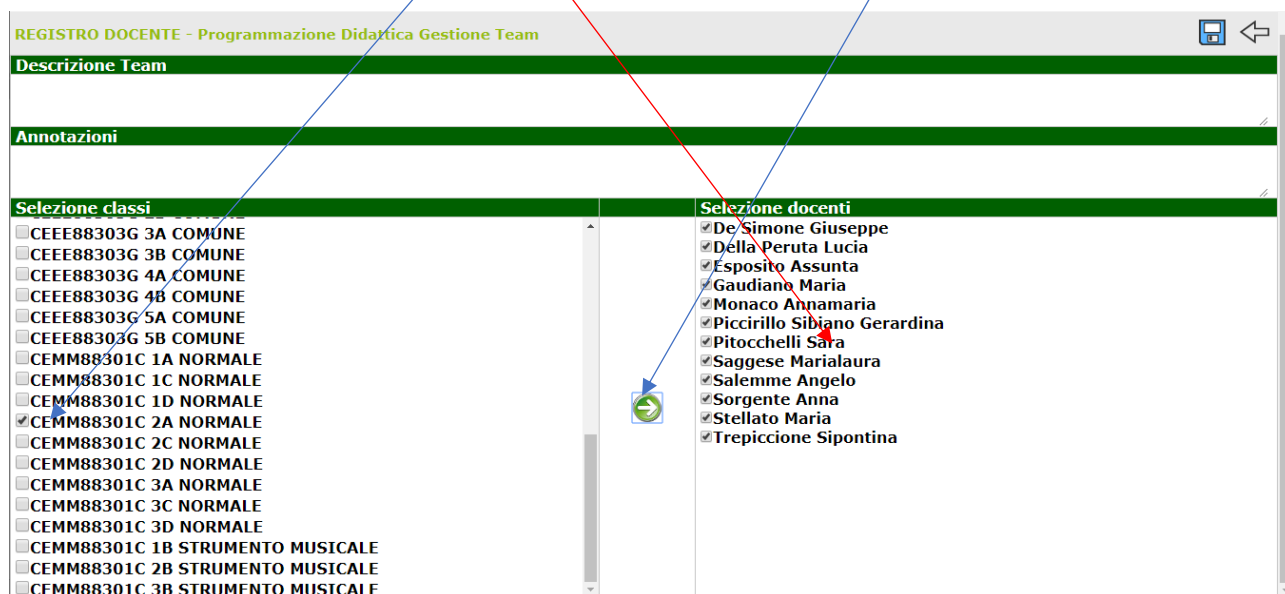 REGISTRO DOCENTE - Programmazione Didattica Gestione Team
Descrizione Team
Annotazioni
Selezione classi
Selezione docenti
CEEE88303G 3A COMUNE
CEEE88303G 3B COMUNE
CEEE88303G 4A COMUNE
CEEE88303G 4B COMUNE
CEEE88303G 5A COMUNE
CEEE88303G 5B COMUNE
CEMM88301C 1A NORMALE
CEMM88301C 1C NORMALE
CEMM88301C 1D NORMALE
CEMM88301C 2A NORMALE
CEMM88301C 2C NORMALE
CEMM88301C 2D NORMALE
CEMM88301C 3A NORMALE
CEMM88301C 3C NORMALE
CEMM88301C 3D NORMALE
CEMM88301C 1B STRUMENTO MUSICALE
CEMM88301C 2B STRUMENTO MUSICALE
CEMM88301C 3B STRUMENTO MUSICALE
De Simone Giuseppe
Della Peruta Lucia
Esposito Assunta
Gaudiano Maria
Monaco Annamaria
Piccirillo Sibiano Gerardina
Pitocchelli Sara
Saggese Marialaura
Salemme Angelo
Sorgente Anna
Stellato Maria
Trepiccione Sipontina